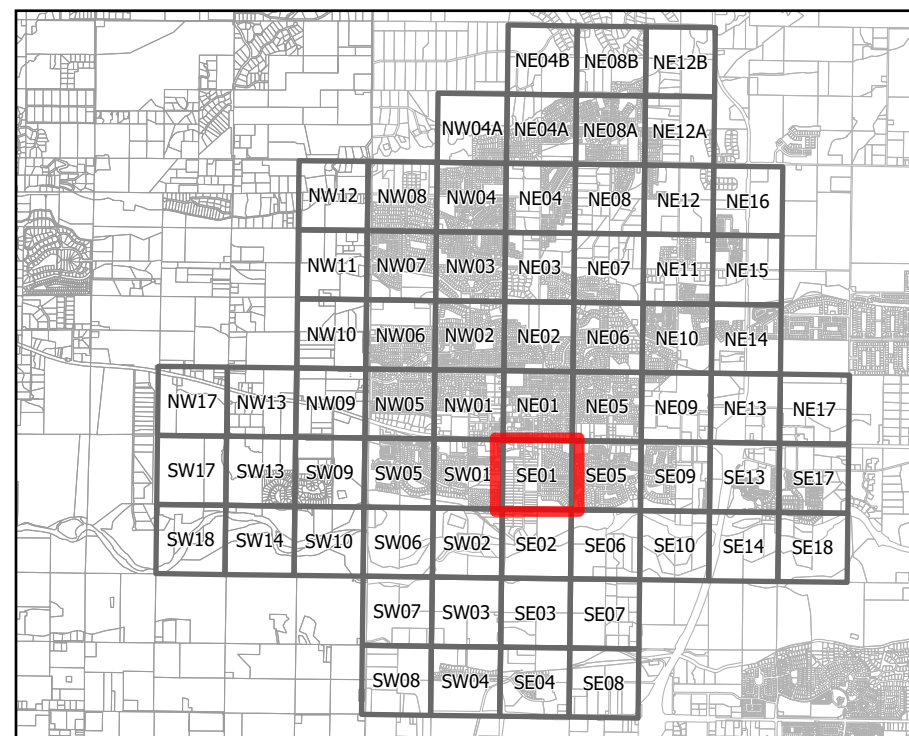 NE04B NE08B NE12B
NW04A NE04A NE08A NE12A
NW12 NW08 NW04 NE04 NE08 NE12 NE16
NW11 NW07 NW03 NE03 NE07 NE11 NE15
NW10 NW06 NW02 NE02 NE06 NE10 NE14
NW17 NW13 NW09 NW05 NW01 NE01 NE05 NE09 NE13 NE17
SW17 SW13 SW09 SW05 SW01 SE01 SE05 SE09 SE13 SE17
SW18 SW14 SW10 SW06 SW02 SE02 SE06 SE10 SE14 SE18
SW07 SW03 SE03 SE07
SW08 SW04 SE04 SE08